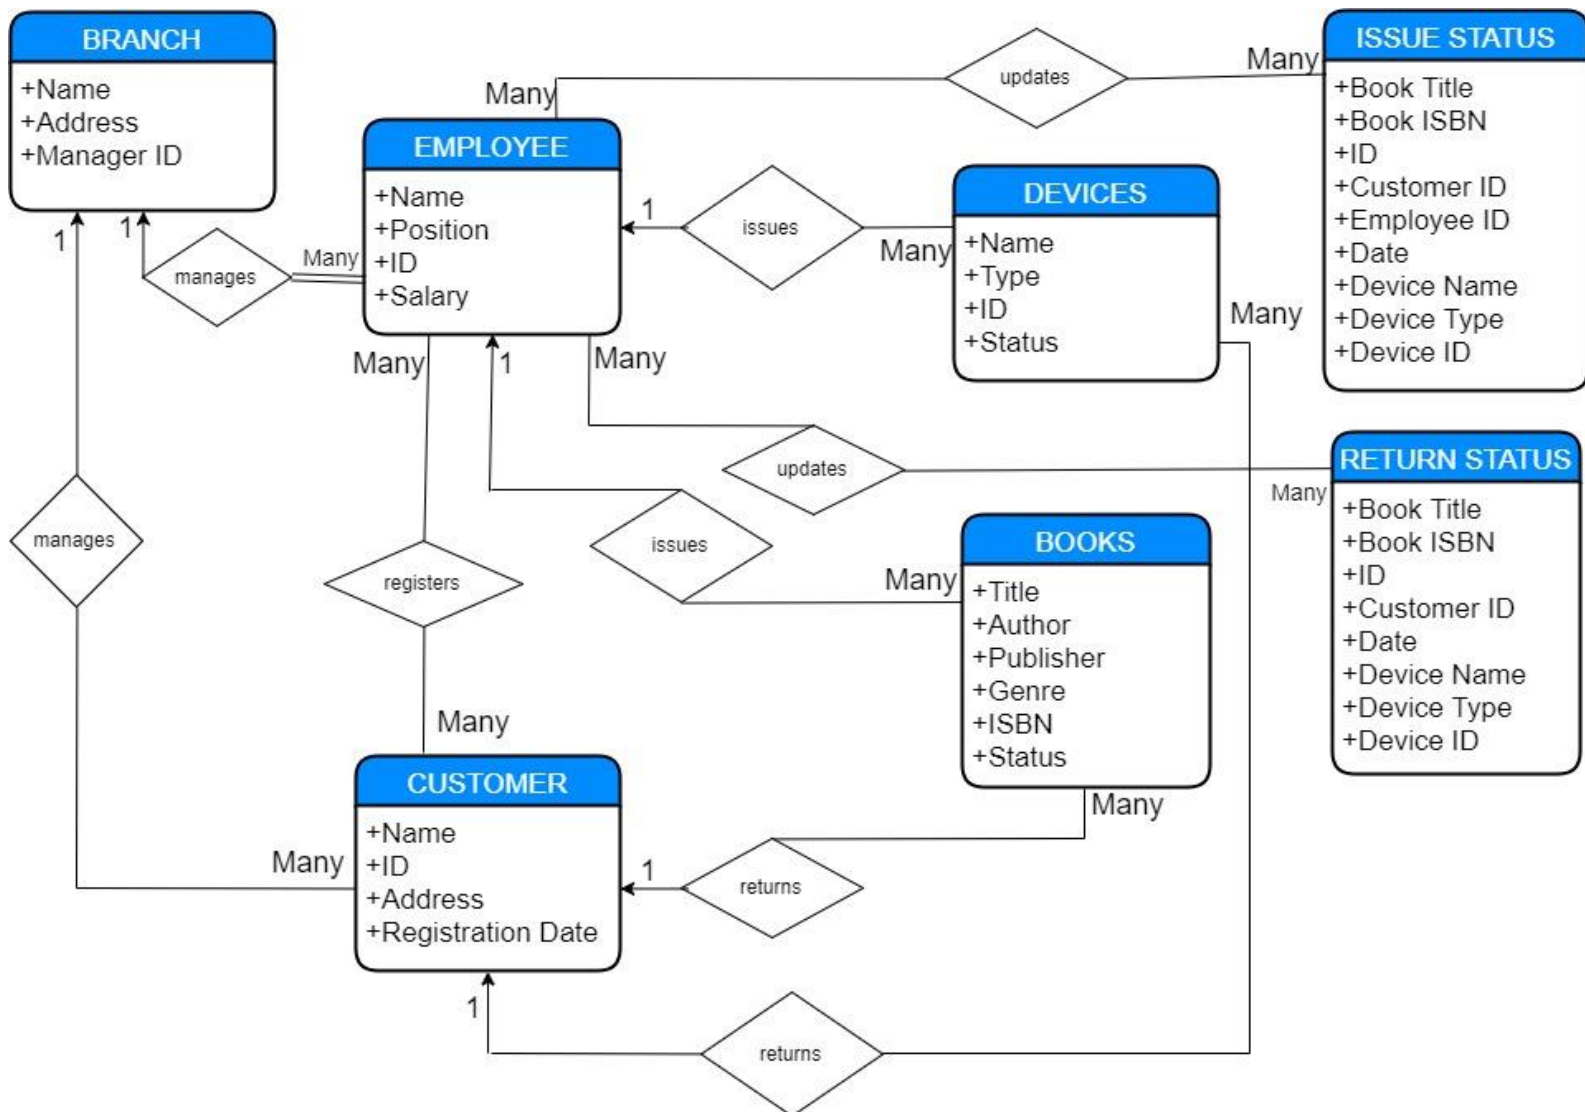 BRANCH
+Name
+Address
+Manager ID
EMPLOYEE
+Name
+Position
+ID
+Salary
DEVICES
+Name
+Type
+ID
+Status
ISSUE STATUS
+Book Title
+Book ISBN
+ID
+Customer ID
+Employee ID
+Date
+Device Name
+Device Type
+Device ID
RETURN STATUS
+Book Title
+Book ISBN
+ID
+Customer ID
+Date
+Device Name
+Device Type
+Device ID
BOOKS
+Title
+Author
+Publisher
+Genre
+ISBN
+Status
CUSTOMER
+Name
+ID
+Address
+Registration Date
Many
updates
Many
1
issues
Many
1
manages
Many
1
manages
Many
Many
registers
Many
1
issues
Many
Many
updates
Many
1
returns
Many
1
returns
Many